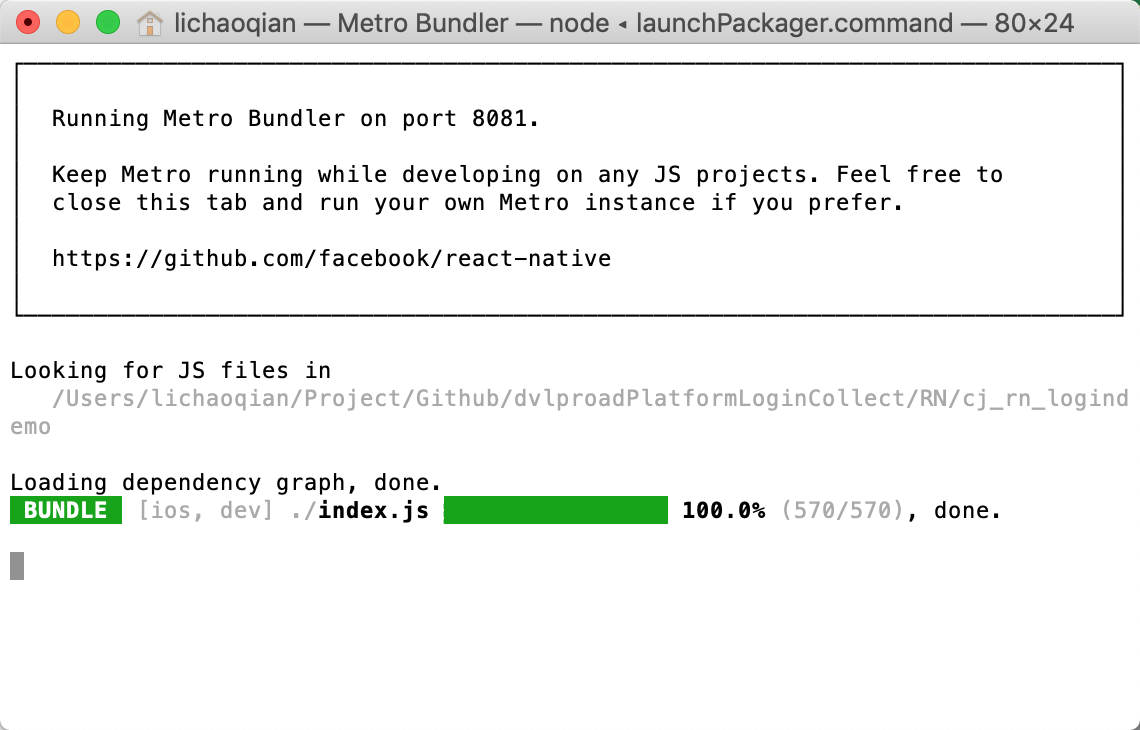 lichaoqian — Metro Bundler — node ◂ launchPackager.command — 80×24
Running Metro Bundler on port 8081.
Keep Metro running while developing on any JS projects. Feel free to
close this tab and run your own Metro instance if you prefer.
https://github.com/facebook/react-native
Looking for JS files in
/Users/lichaoqian/Project/Github/dvlproadPlatformLoginCollect/RN/cj_rn_logind
emo
Loading dependency graph, done.
BUNDLE [ios, dev] ./index.js 100.0% (570/570), done.